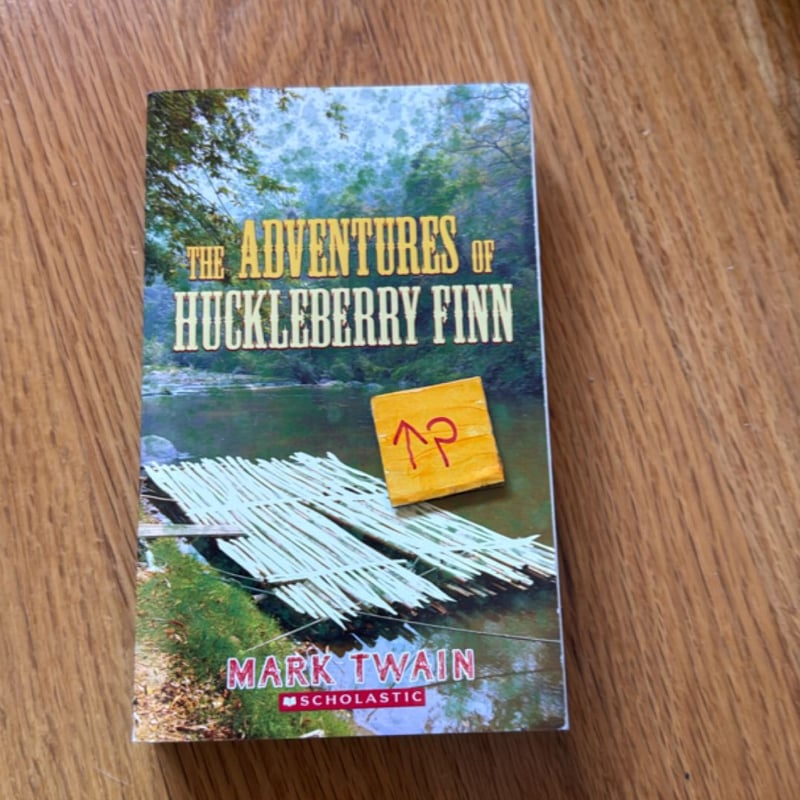 THE ADVENTURES OF
HUCKLEBERRY FINN
↑P
MARK TWAIN
SCHOLASTIC